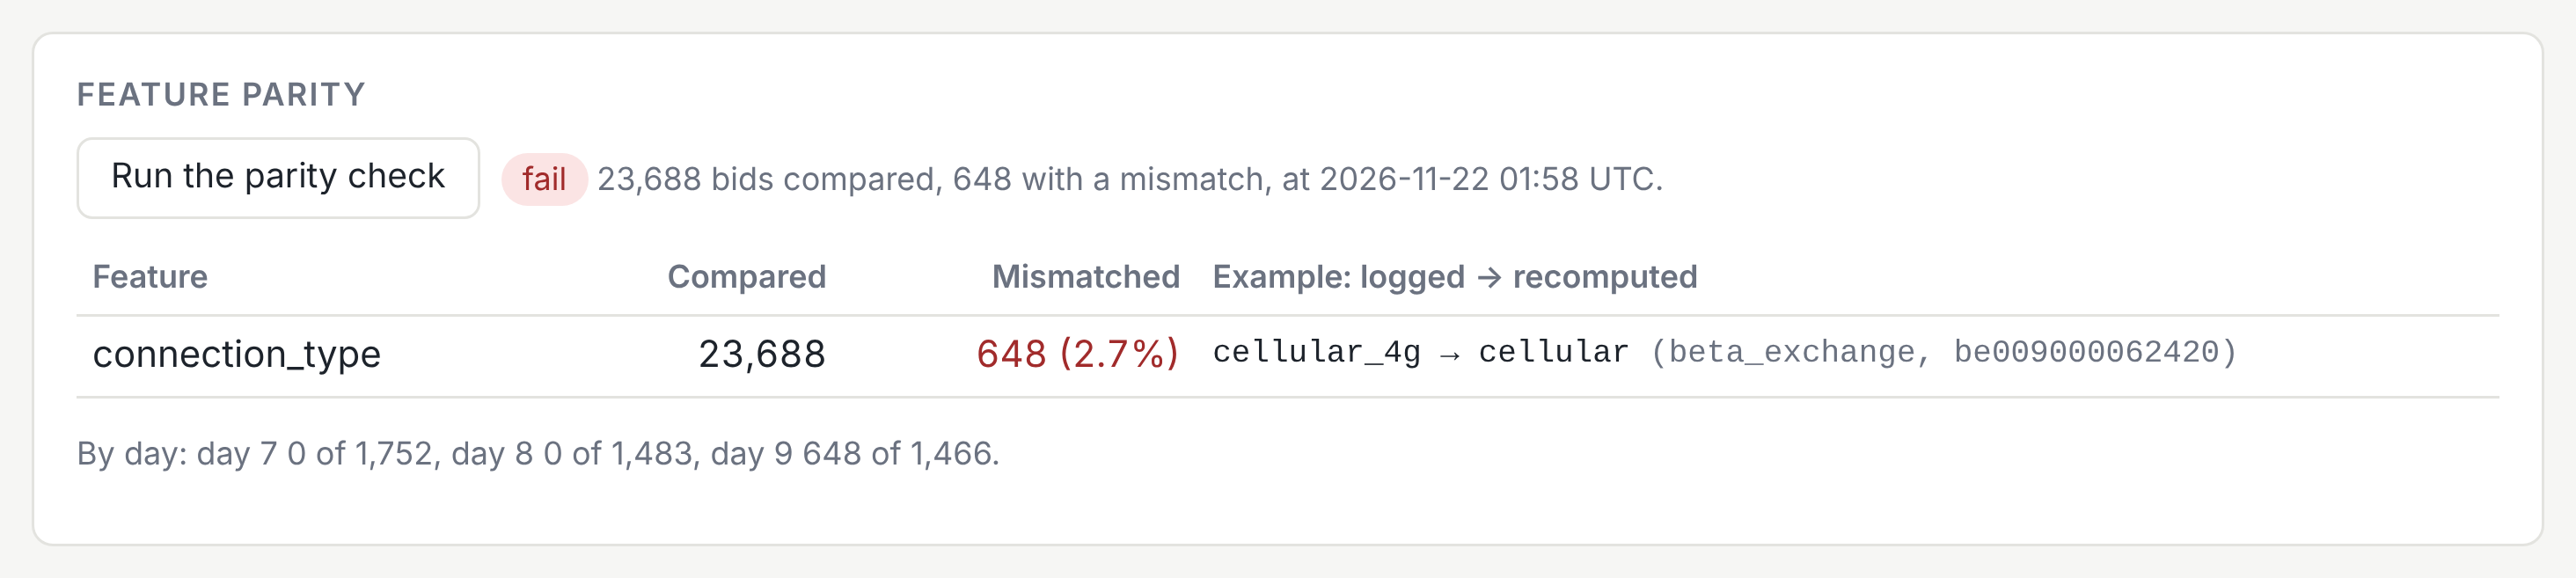 FEATURE PARITY
Run the parity check fail 23,688 bids compared, 648 with a mismatch, at 2026-11-22 01:58 UTC.
Feature Compared Mismatched Example: logged → recomputed
connection_type 23,688 648 (2.7%) cellular_4g → cellular (beta_exchange, be009000062420)
By day: day 7 0 of 1,752, day 8 0 of 1,483, day 9 648 of 1,466.